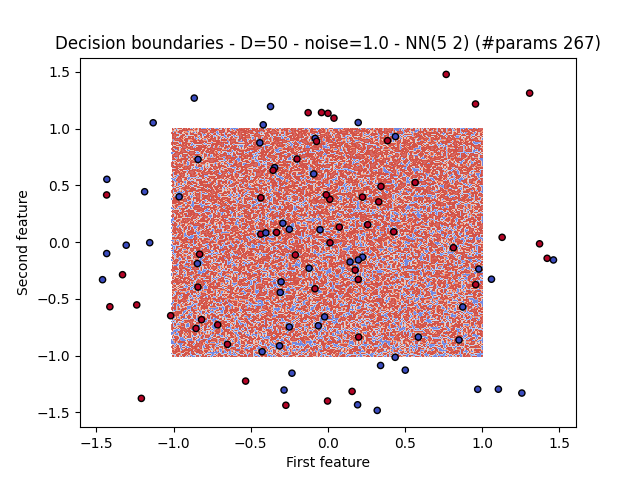 Decision boundaries - D=50 - noise=1.0 - NN(5 2) (#params 267)
1.5
1.0
0.5
0.0
−0.5
−1.0
−1.5
Second feature
−1.5 −1.0 −0.5 0.0 0.5 1.0 1.5
First feature